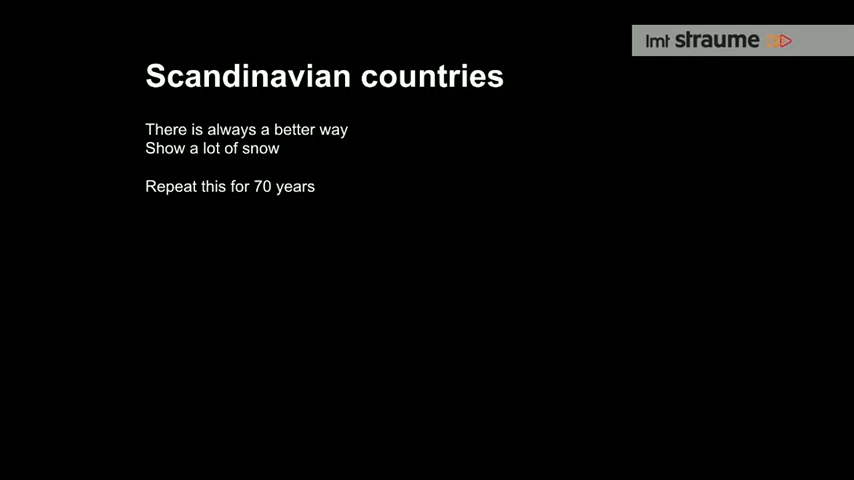 lmt straume
Scandinavian countries
There is always a better way
Show a lot of snow
Repeat this for 70 years